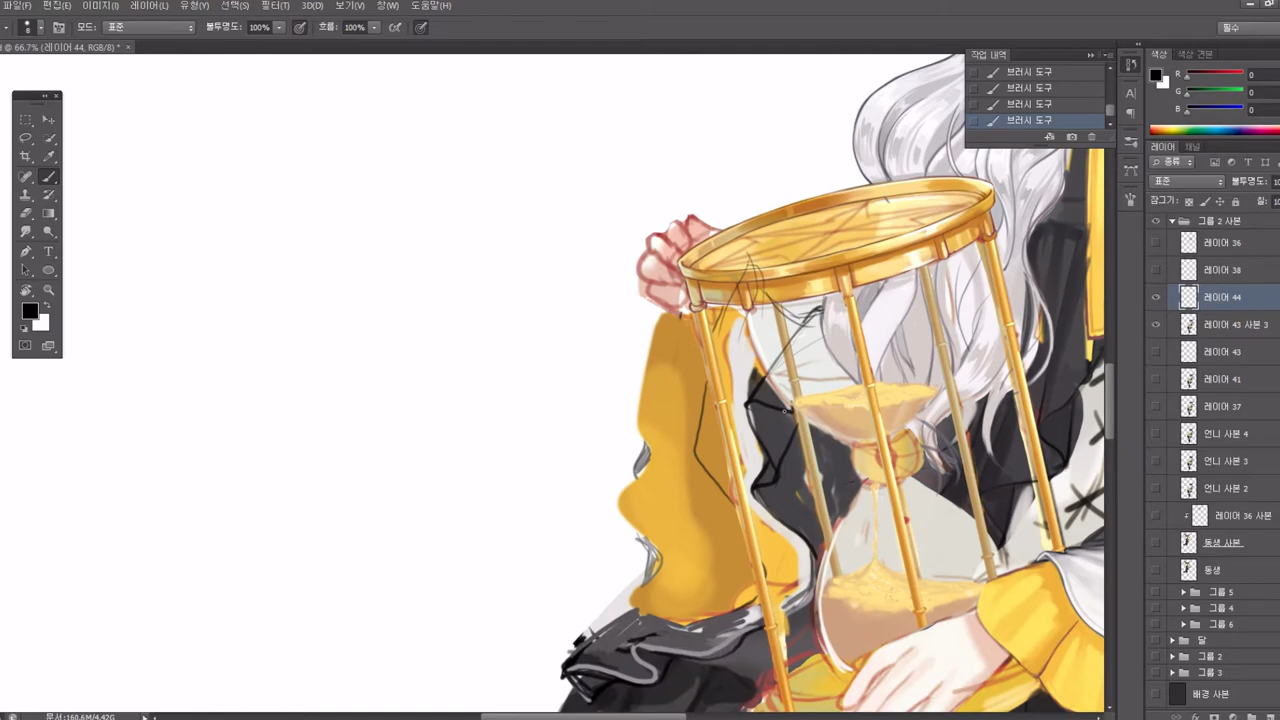 파일(F) 편집(E) 이미지(I) 레이어(L) 유형(Y) 선택(S) 필터(T) 3D(D) 보기(V) 창(W) 도움말(H)
8 모드: 표준 불투명도: 100% 흐름: 100% 필수
@ 66.7% (레이어 44, RGB/8) * ×
작업 내역
브러시 도구
브러시 도구
브러시 도구
브러시 도구
색상 색상 견본
R 0
G 0
B 0
레이어 채널
종류
표준 불투명도: 10
잠그기: 칠: 10
그룹 2 사본
레이어 36
레이어 38
레이어 44
레이어 43 사본 3
레이어 43
레이어 41
레이어 37
언니 사본 4
언니 사본 3
언니 사본 2
레이어 36 사본
동생 사본
동생
그룹 5
그룹 4
그룹 6
달
그룹 2
그룹 3
배경 사본
문서:160.6M/4.42G